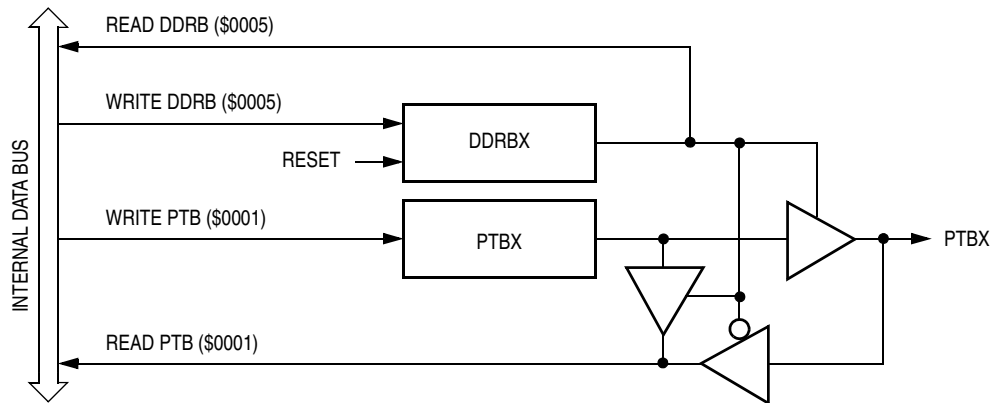 READ DDRB ($0005)
WRITE DDRB ($0005)
DDRBX
RESET
INTERNAL DATA BUS
WRITE PTB ($0001)
PTBX
PTBX
READ PTB ($0001)